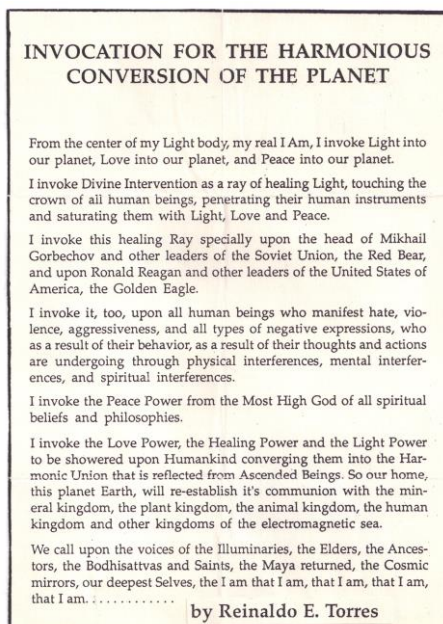 INVOCATION FOR THE HARMONIOUS
CONVERSION OF THE PLANET
From the center of my Light body, my real I Am, I invoke Light into
our planet, Love into our planet, and Peace into our planet.
I invoke Divine Intervention as a ray of healing Light, touching the
crown of all human beings, penetrating their human instruments
and saturating them with Light, Love and Peace.
I invoke this healing Ray specially upon the head of Mikhail
Gorbechov and other leaders of the Soviet Union, the Red Bear,
and upon Ronald Reagan and other leaders of the United States of
America, the Golden Eagle.
I invoke it, too, upon all human beings who manifest hate, vio-
lence, aggressiveness, and all types of negative expressions, who
as a result of their behavior, as a result of their thoughts and actions
are undergoing through physical interferences, mental interfer-
ences, and spiritual interferences.
I invoke the Peace Power from the Most High God of all spiritual
beliefs and philosophies.
I invoke the Love Power, the Healing Power and the Light Power
to be showered upon Humankind converging them into the Har-
monic Union that is reflected from Ascended Beings. So our home,
this planet Earth, will re-establish it's communion with the min-
eral kingdom, the plant kingdom, the animal kingdom, the human
kingdom and other kingdoms of the electromagnetic sea.
We call upon the voices of the Illuminaries, the Elders, the Ances-
tors, the Bodhisattvas and Saints, the Maya returned, the Cosmic
mirrors, our deepest Selves, the I am that I am, that I am, that I am,
that I am. . . . . . . . . . . . .
by Reinaldo E. Torres